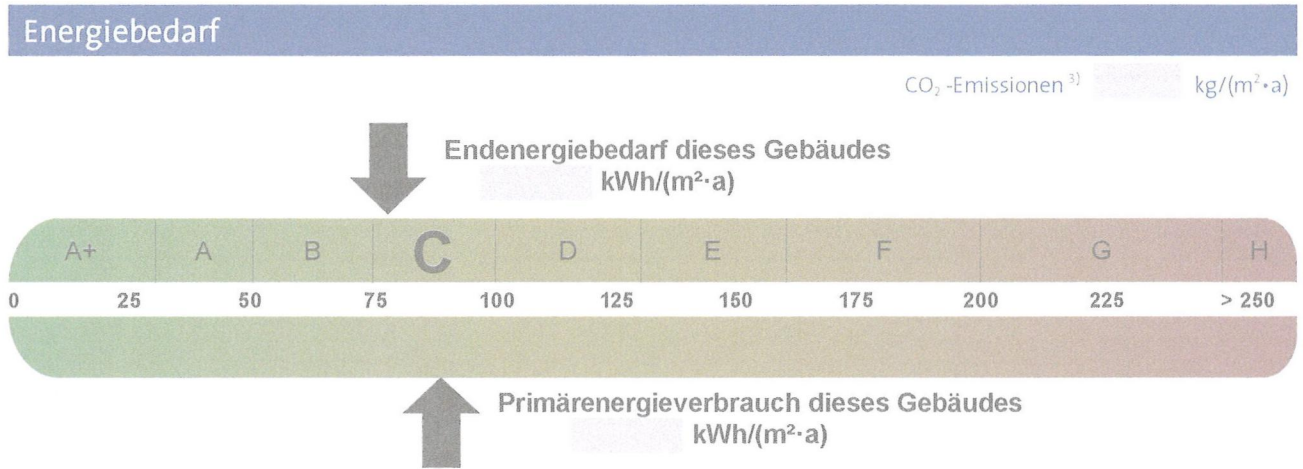 Energiebedarf
CO₂ -Emissionen ³⁾ kg/(m²·a)
Endenergiebedarf dieses Gebäudes
kWh/(m²·a)
A+ A B C D E F G H
0 25 50 75 100 125 150 175 200 225 > 250
Primärenergieverbrauch dieses Gebäudes
kWh/(m²·a)